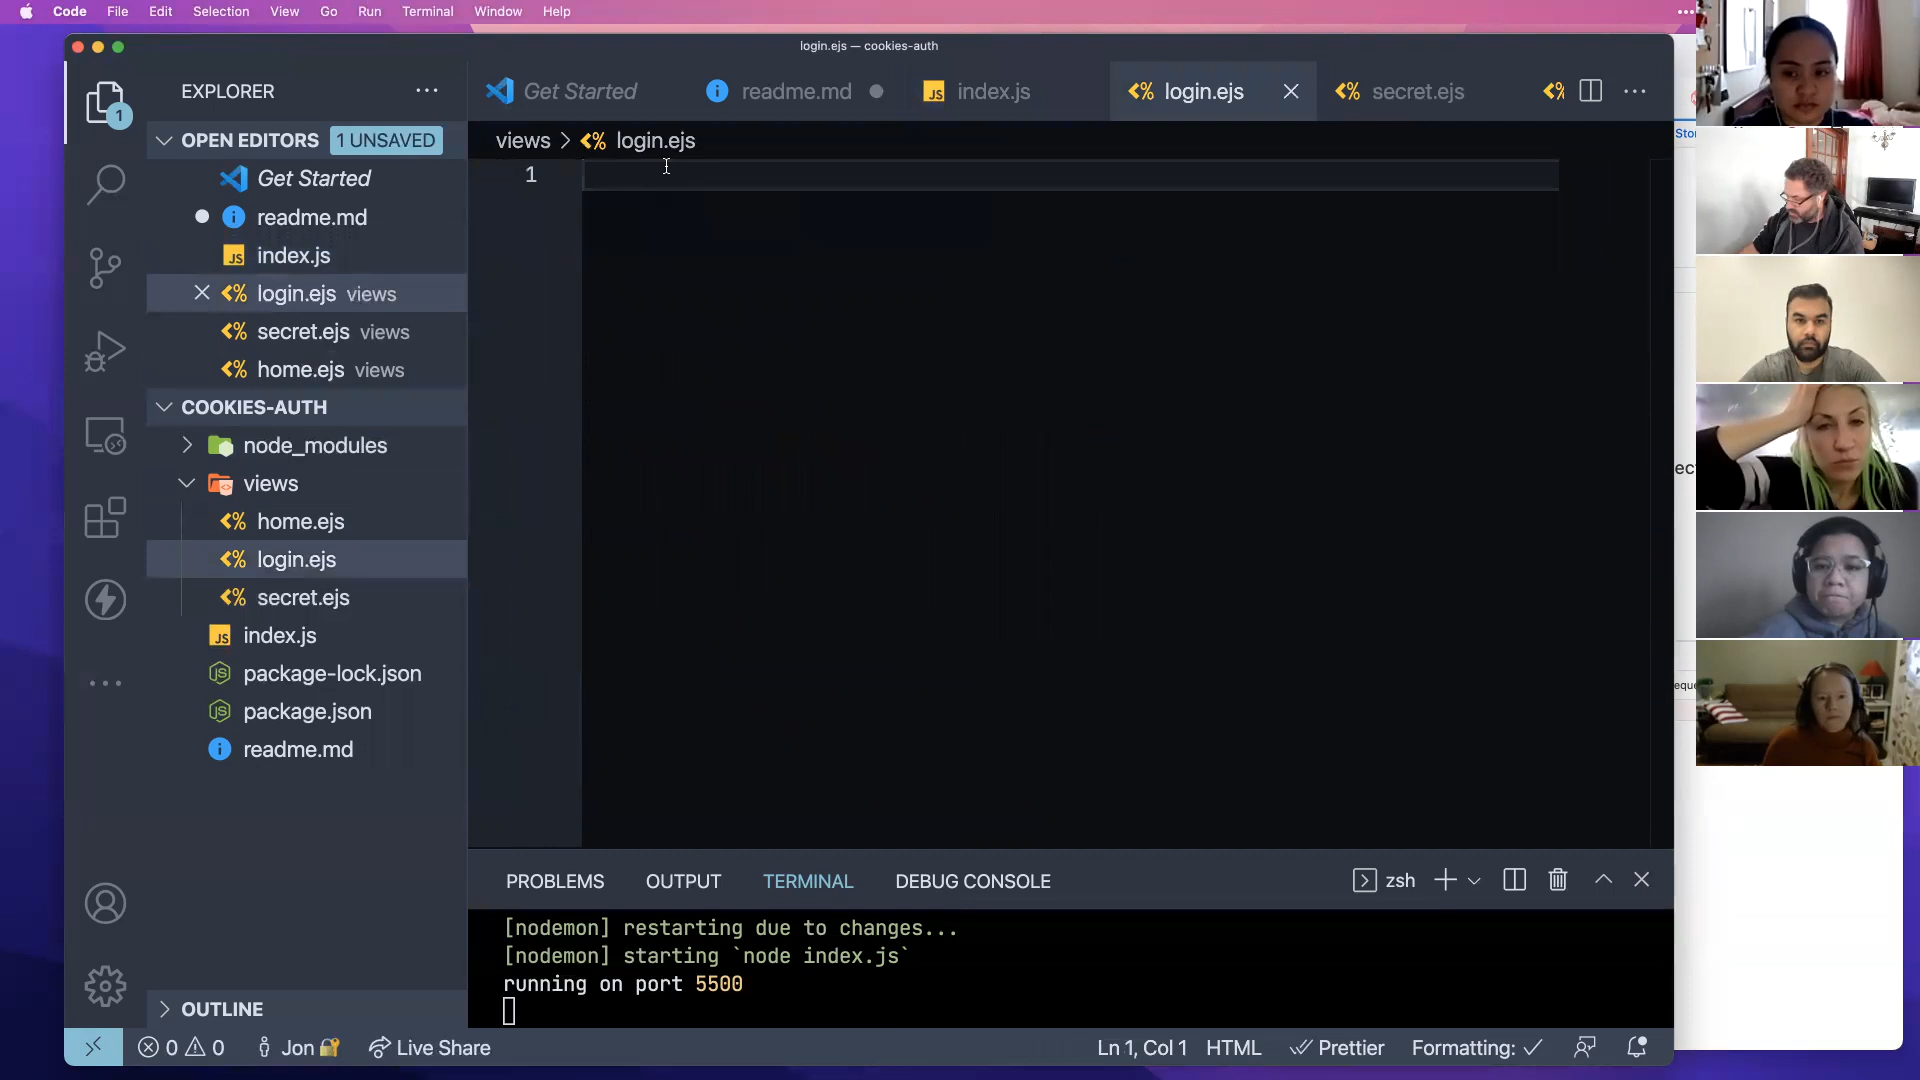 Code File Edit Selection View Go Run Terminal Window Help
login.ejs — cookies-auth
EXPLORER
Get Started
readme.md
index.js
login.ejs
secret.ejs
OPEN EDITORS 1 UNSAVED
views > login.ejs
1
Get Started
readme.md
index.js
login.ejs views
secret.ejs views
home.ejs views
COOKIES-AUTH
node_modules
views
home.ejs
login.ejs
secret.ejs
index.js
package-lock.json
package.json
readme.md
OUTLINE
PROBLEMS OUTPUT TERMINAL DEBUG CONSOLE
zsh
[nodemon] restarting due to changes...
[nodemon] starting `node index.js`
running on port 5500
0 0 Jon Live Share
Ln 1, Col 1 HTML Prettier Formatting:
1